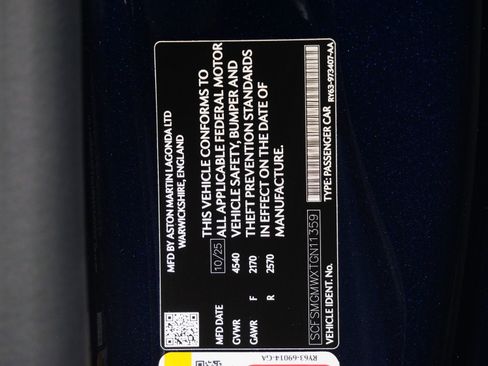 MFD BY ASTON MARTIN LAGONDA LTD
WARWICKSHIRE, ENGLAND
MFD DATE 10/25
GVWR 4540
GAWR F 2170
R 2570
THIS VEHICLE CONFORMS TO
ALL APPLICABLE FEDERAL MOTOR
VEHICLE SAFETY, BUMPER AND
THEFT PREVENTION STANDARDS
IN EFFECT ON THE DATE OF
MANUFACTURE.
SCFSMGMWXTGN11359
VEHICLE IDENT. No.
TYPE: PASSENGER CAR
RY63-973407-AA
RY63-69014-GA